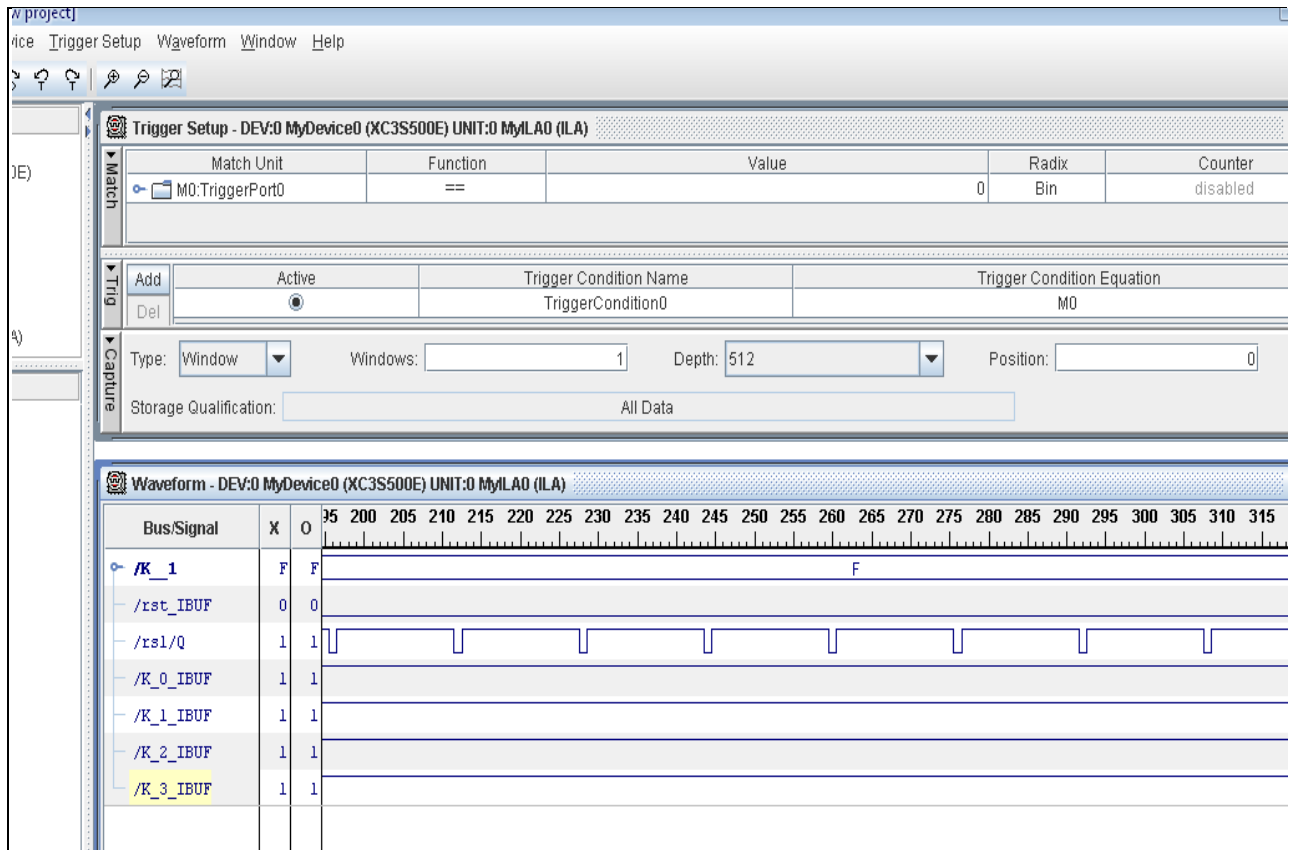 w project]
vice Trigger Setup Waveform Window Help
Trigger Setup - DEV:0 MyDevice0 (XC3S500E) UNIT:0 MyILA0 (ILA)
0E)
A)
Match
Match Unit Function Value Radix Counter
M0:TriggerPort0 == 0 Bin disabled
Trig
Add Active Trigger Condition Name Trigger Condition Equation
Del TriggerCondition0 M0
Capture
Type: Window Windows: 1 Depth: 512 Position: 0
Storage Qualification: All Data
Waveform - DEV:0 MyDevice0 (XC3S500E) UNIT:0 MyILA0 (ILA)
Bus/Signal X O 95 200 205 210 215 220 225 230 235 240 245 250 255 260 265 270 275 280 285 290 295 300 305 310 315
/K__1 F F F
/rst_IBUF 0 0
/rsl/Q 1 1
/K_0_IBUF 1 1
/K_1_IBUF 1 1
/K_2_IBUF 1 1
/K_3_IBUF 1 1